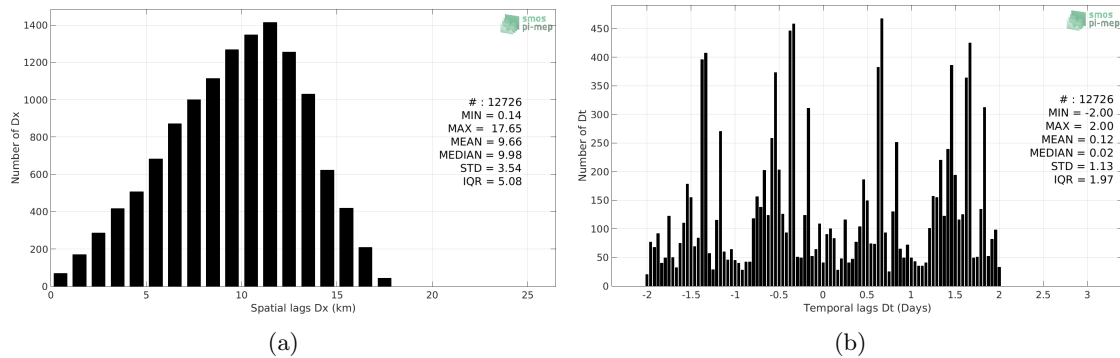 1400
1200
1000
800
600
400
200
0
Number of Dx
smos
pi-mep
# : 12726
MIN = 0.14
MAX = 17.65
MEAN = 9.66
MEDIAN = 9.98
STD = 3.54
IQR = 5.08
0 5 10 15 20 25
Spatial lags Dx (km)
(a)
450
400
350
300
250
200
150
100
50
0
Number of Dt
smos
pi-mep
# : 12726
MIN = -2.00
MAX = 2.00
MEAN = 0.12
MEDIAN = 0.02
STD = 1.13
IQR = 1.97
-2 -1.5 -1 -0.5 0 0.5 1 1.5 2 2.5 3
Temporal lags Dt (Days)
(b)